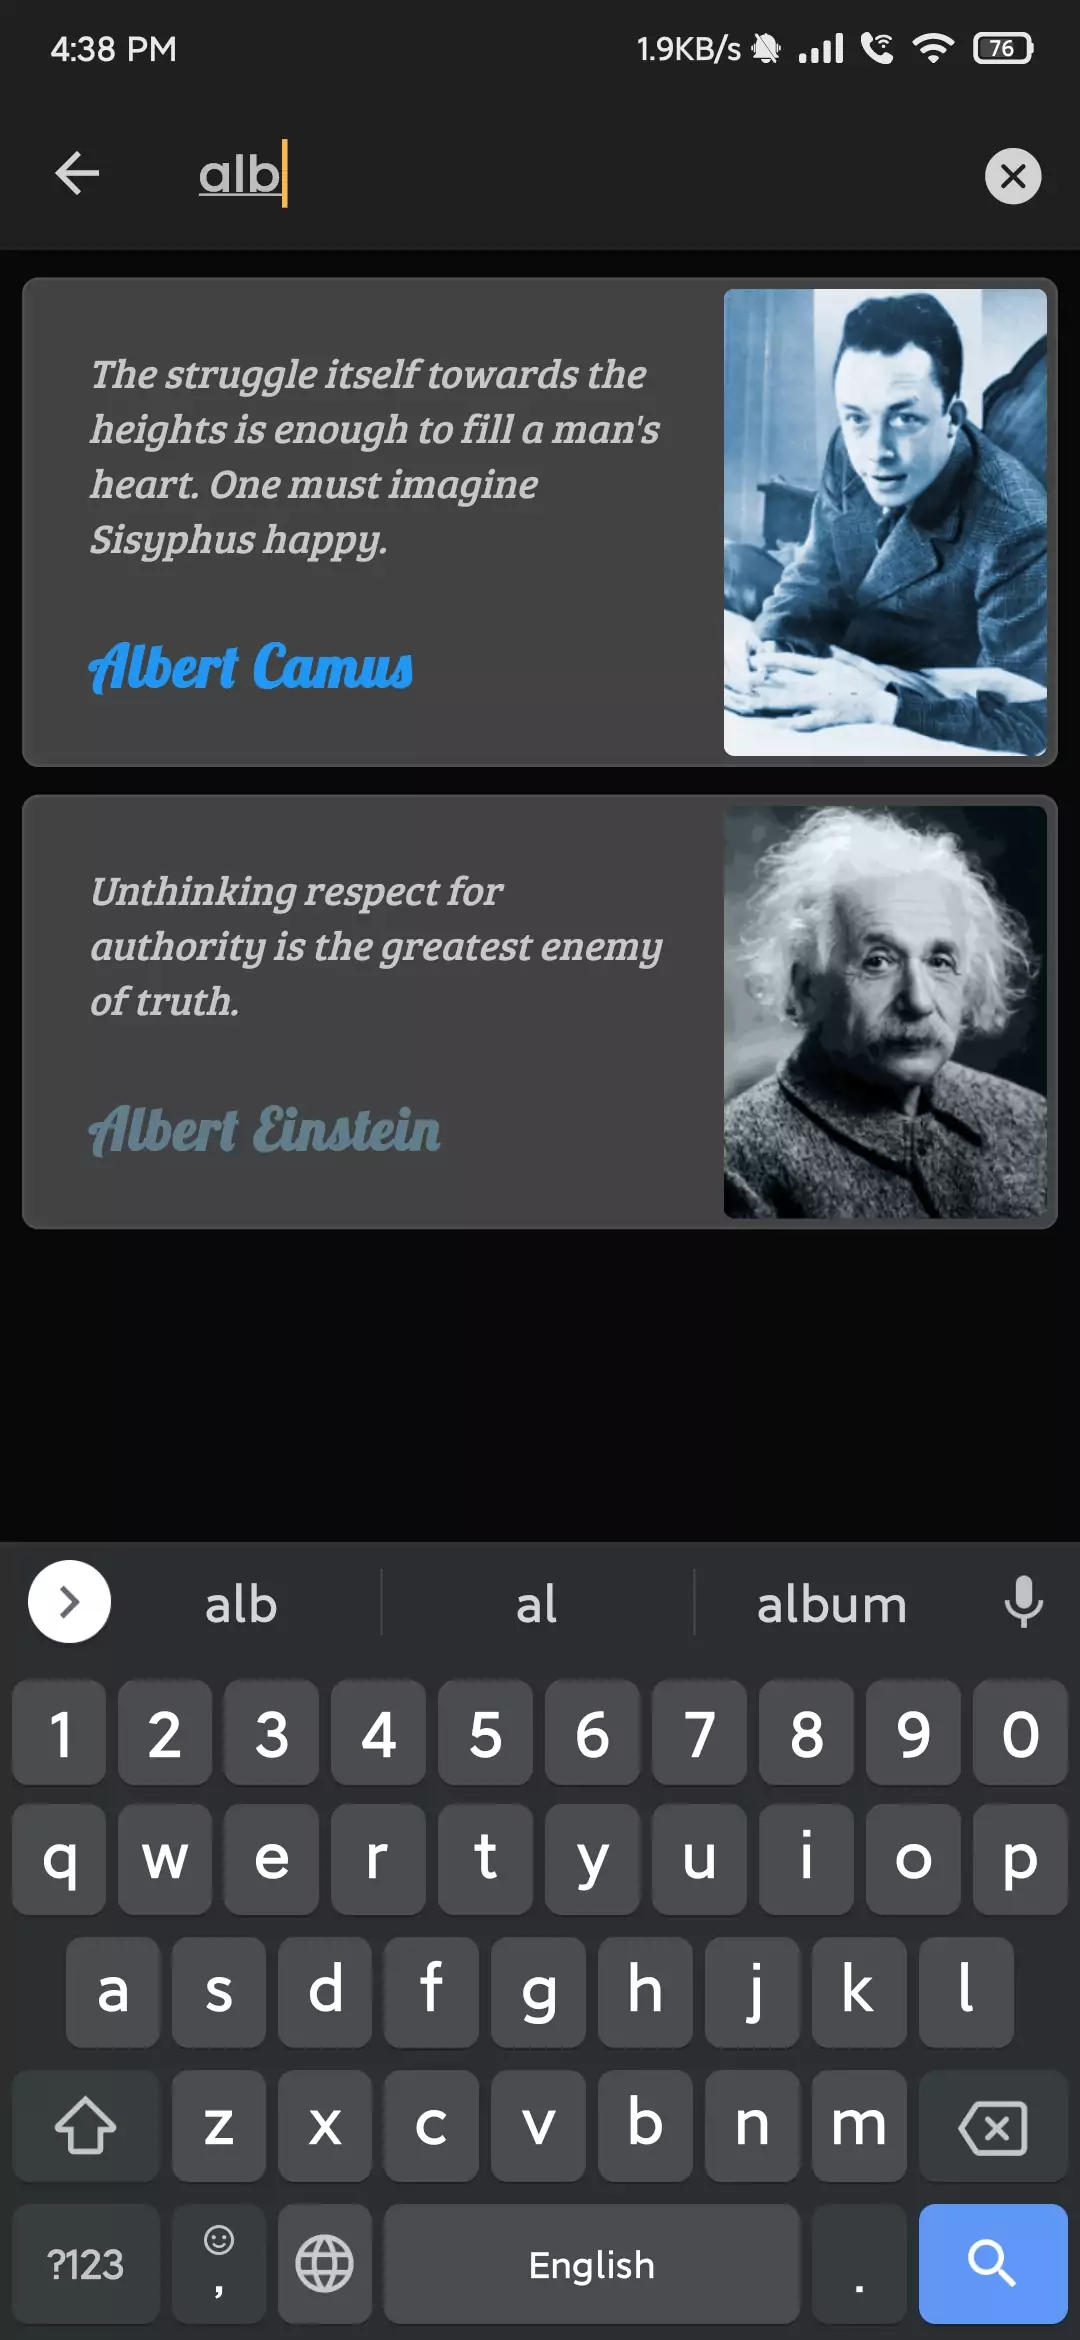 4:38 PM 1.9KB/s 76
alb
The struggle itself towards the
heights is enough to fill a man's
heart. One must imagine
Sisyphus happy.
Albert Camus
Unthinking respect for
authority is the greatest enemy
of truth.
Albert Einstein
alb al album
1 2 3 4 5 6 7 8 9 0
q w e r t y u i o p
a s d f g h j k l
z x c v b n m
?123 , English .